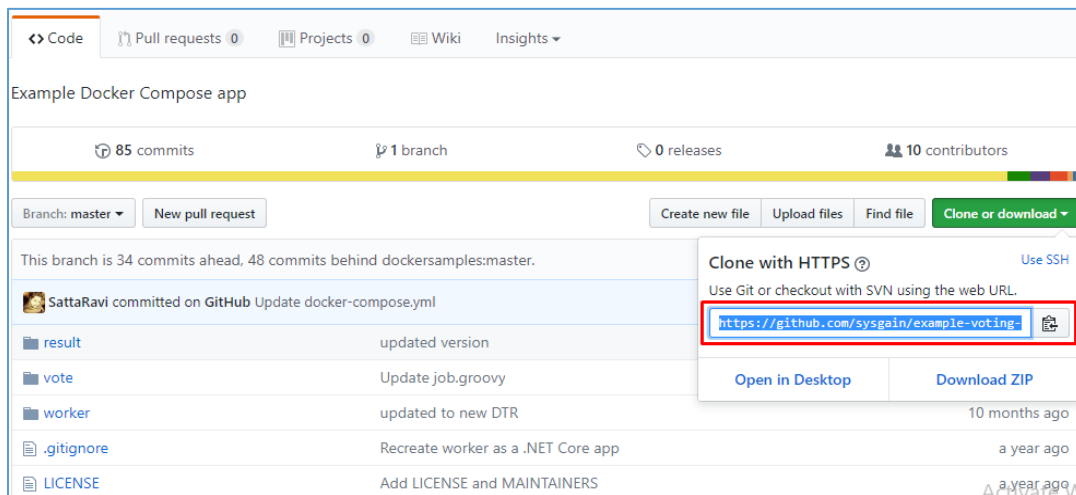 Code Pull requests 0 Projects 0 Wiki Insights
Example Docker Compose app
85 commits 1 branch 0 releases 10 contributors
Branch: master New pull request Create new file Upload files Find file Clone or download
This branch is 34 commits ahead, 48 commits behind dockersamples:master.
SattaRavi committed on GitHub Update docker-compose.yml
Clone with HTTPS ? Use SSH
Use Git or checkout with SVN using the web URL.
https://github.com/sysgain/example-voting-
Open in Desktop Download ZIP
result updated version
vote Update job.groovy
worker updated to new DTR 10 months ago
.gitignore Recreate worker as a .NET Core app a year ago
LICENSE Add LICENSE and MAINTAINERS a year ago